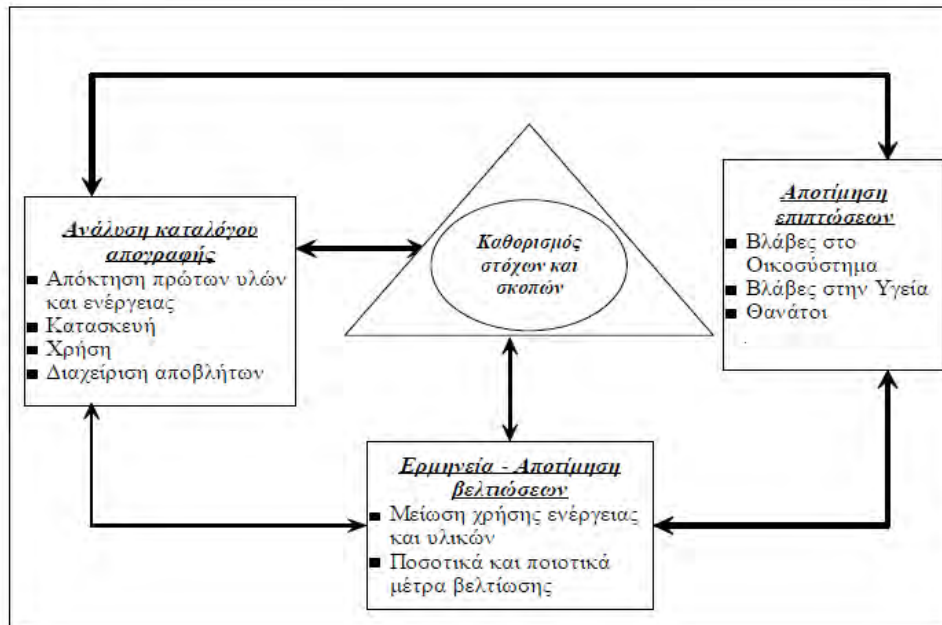 Ανάλυση καταλόγου
απογραφής
■ Απόκτηση πρώτων υλών
και ενέργειας
■ Κατασκευή
■ Χρήση
■ Διαχείριση αποβλήτων
Καθορισμός
στόχων και
σκοπών
Αποτίμηση
επιπτώσεων
■ Βλάβες στο
Οικοσύστημα
■ Βλάβες στην Υγεία
■ Θανάτοι
.
Ερμηνεία - Αποτίμηση
βελτιώσεων
■ Μείωση χρήσης ενέργειας
και υλικών
■ Ποσοτικά και ποιοτικά
μέτρα βελτίωσης